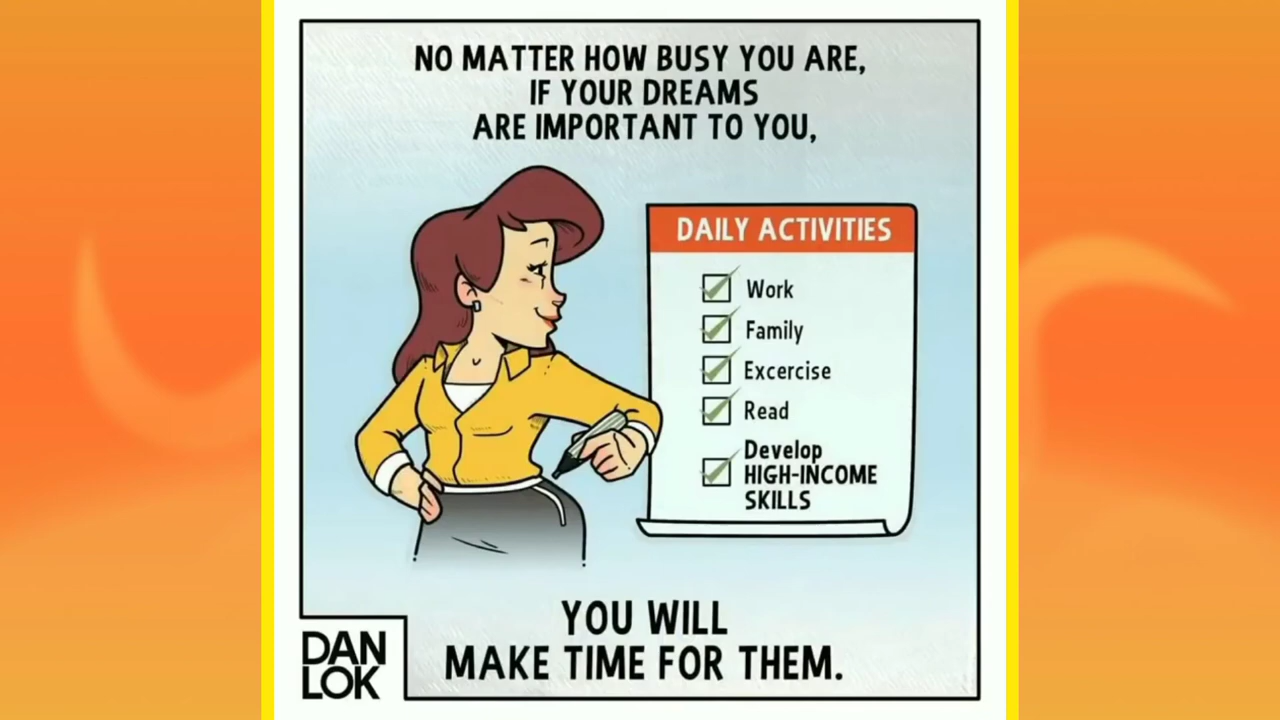 NO MATTER HOW BUSY YOU ARE,
IF YOUR DREAMS
ARE IMPORTANT TO YOU,
DAILY ACTIVITIES
Work
Family
Excercise
Read
Develop
HIGH-INCOME
SKILLS
YOU WILL
MAKE TIME FOR THEM.
DAN
LOK